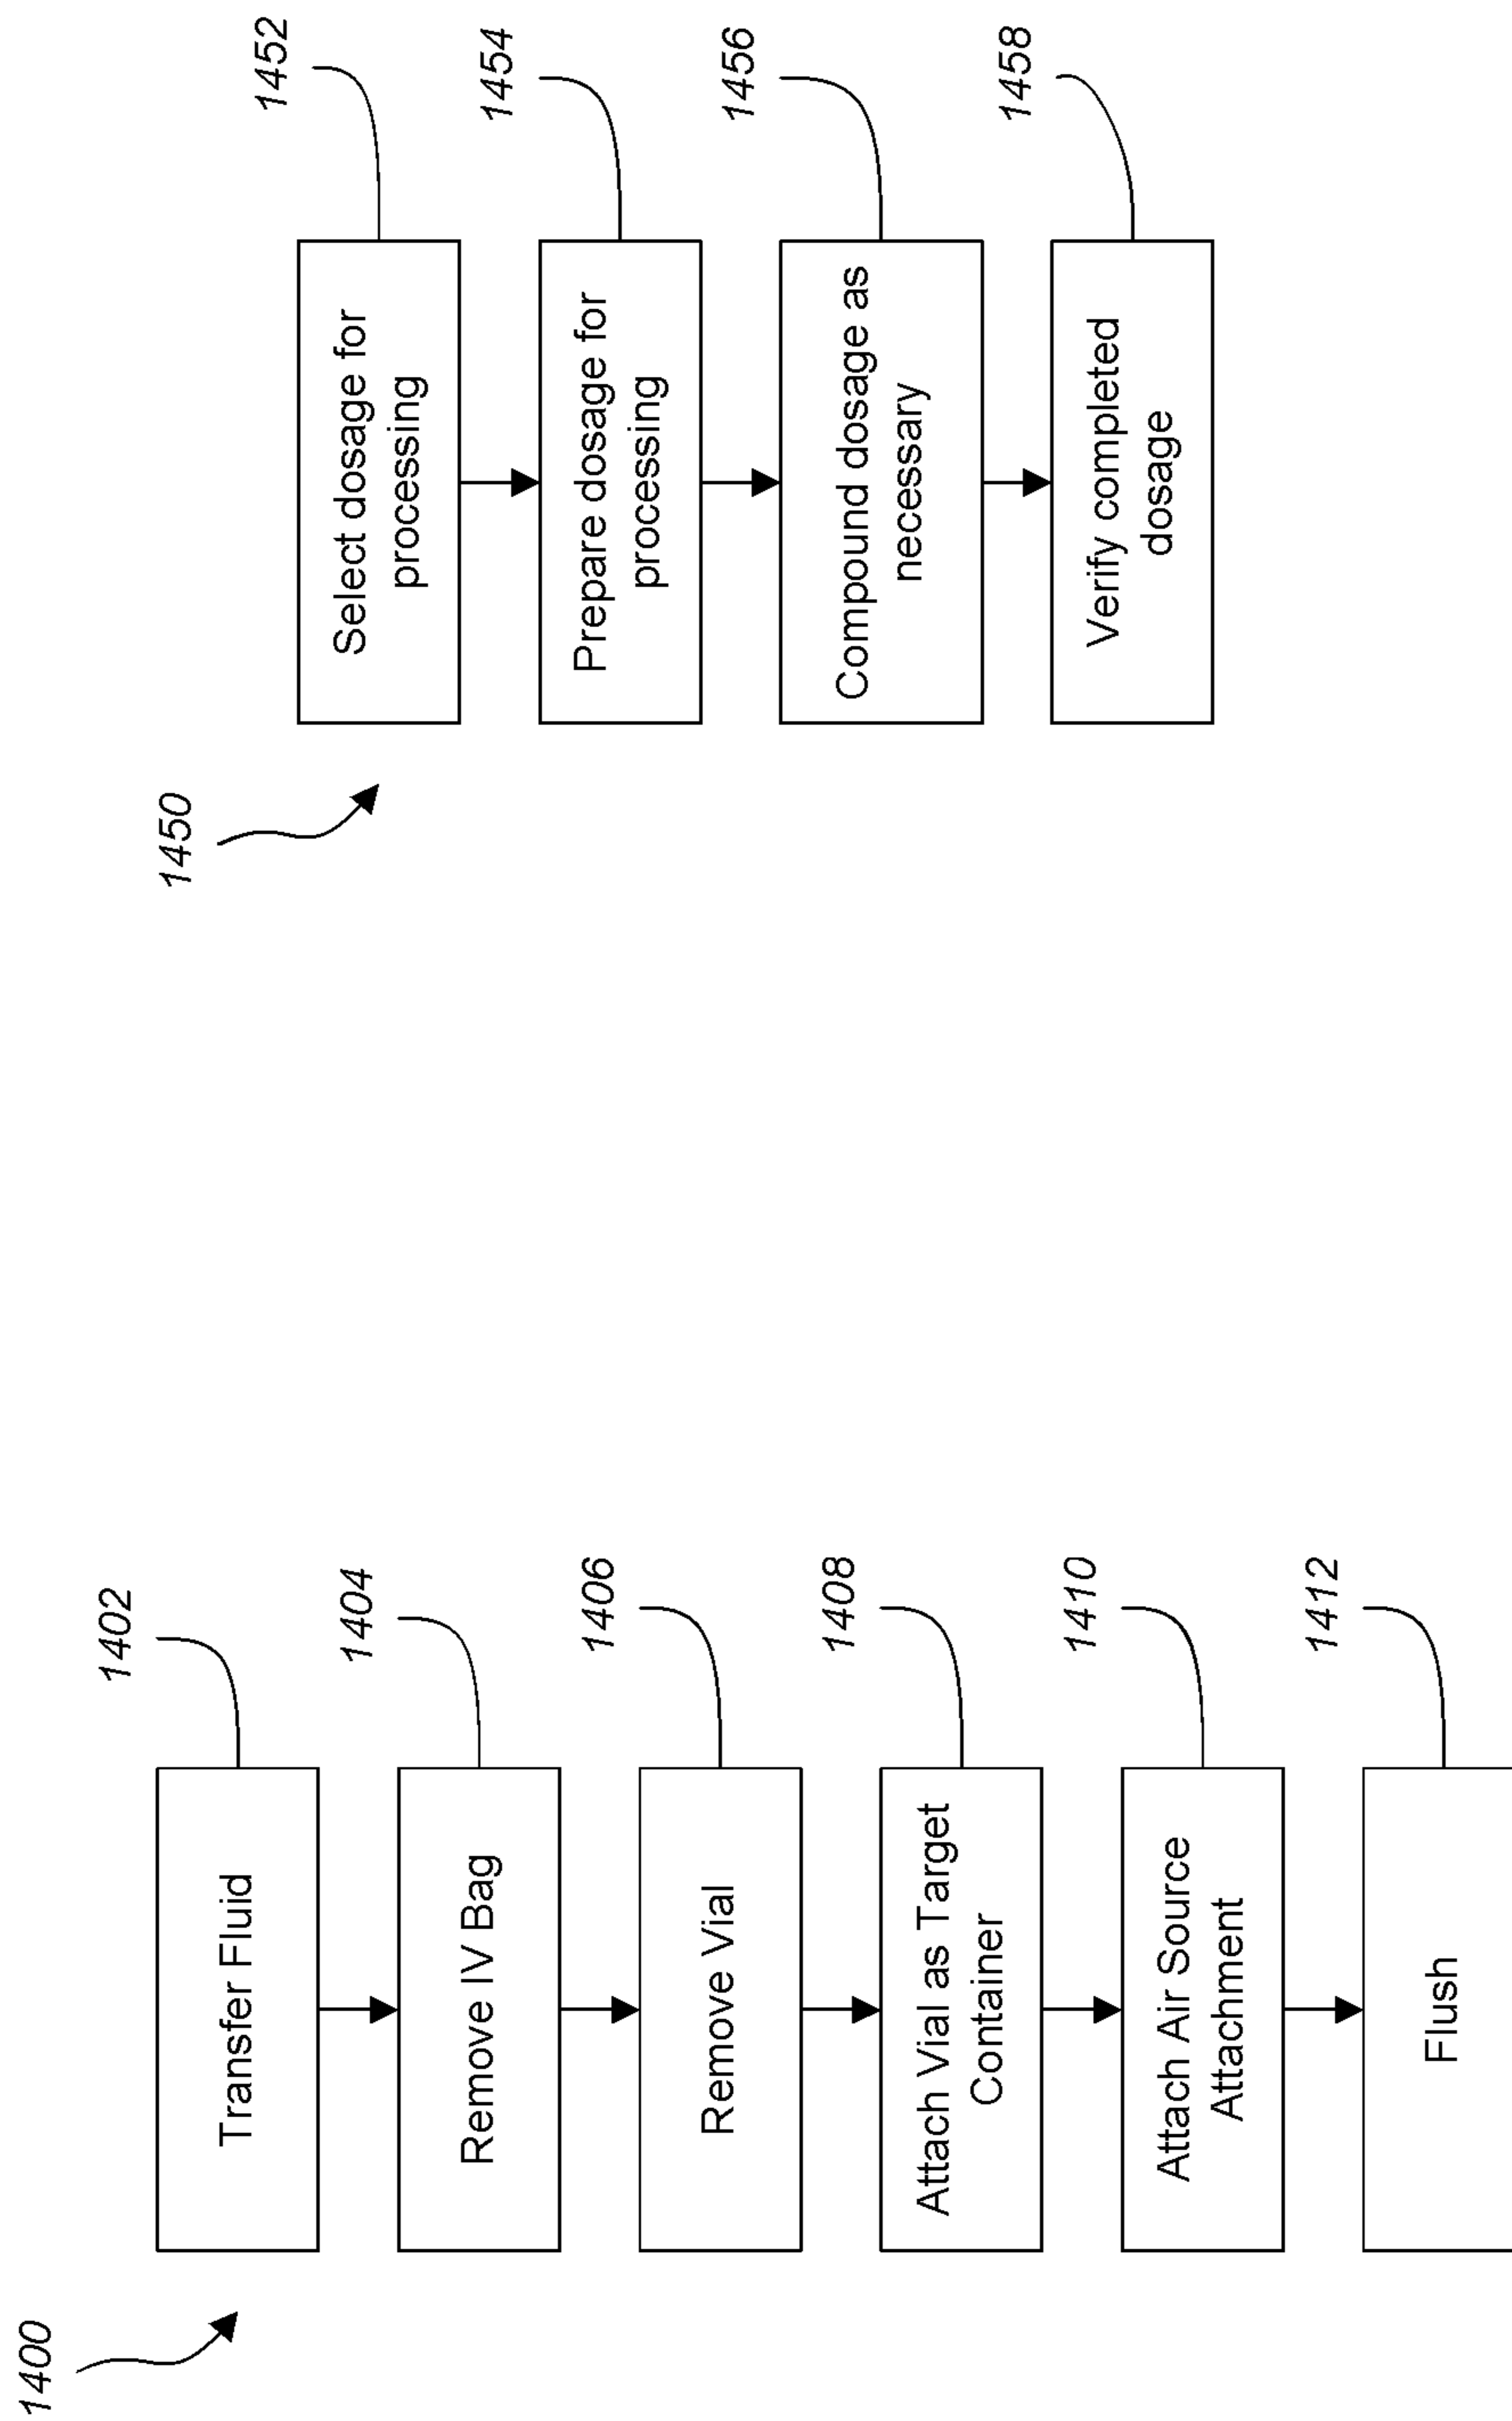 1400
1402
Transfer Fluid
1404
Remove IV Bag
1406
Remove Vial
1408
Attach Vial as Target
Container
1410
Attach Air Source
Attachment
1412
Flush
1450
1452
Select dosage for
processing
1454
Prepare dosage for
processing
1456
Compound dosage as
necessary
1458
Verify completed
dosage